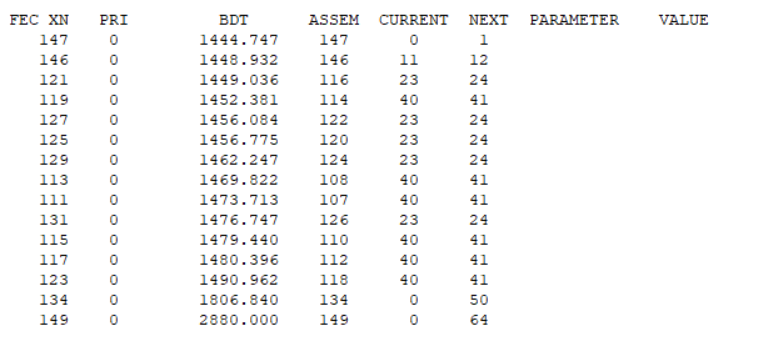 FEC XN PRI BDT ASSEM CURRENT NEXT PARAMETER VALUE
147 0 1444.747 147 0 1
146 0 1448.932 146 11 12
121 0 1449.036 116 23 24
119 0 1452.381 114 40 41
127 0 1456.084 122 23 24
125 0 1456.775 120 23 24
129 0 1462.247 124 23 24
113 0 1469.822 108 40 41
111 0 1473.713 107 40 41
131 0 1476.747 126 23 24
115 0 1479.440 110 40 41
117 0 1480.396 112 40 41
123 0 1490.962 118 40 41
134 0 1806.840 134 0 50
149 0 2880.000 149 0 64